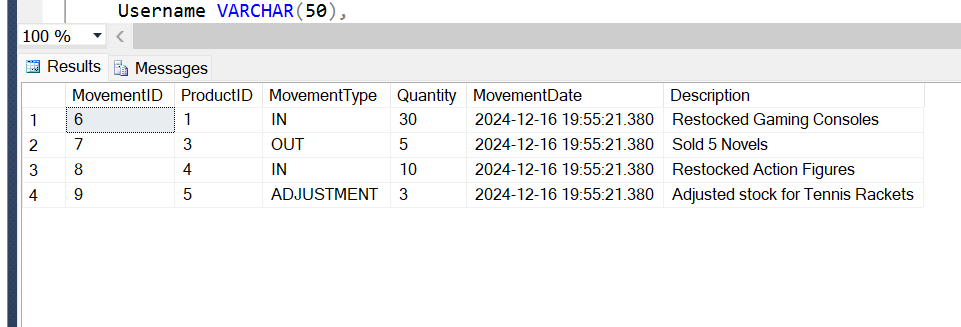 Username VARCHAR(50),
100 %
Results Messages
MovementID ProductID MovementType Quantity MovementDate Description
1 6 1 IN 30 2024-12-16 19:55:21.380 Restocked Gaming Consoles
2 7 3 OUT 5 2024-12-16 19:55:21.380 Sold 5 Novels
3 8 4 IN 10 2024-12-16 19:55:21.380 Restocked Action Figures
4 9 5 ADJUSTMENT 3 2024-12-16 19:55:21.380 Adjusted stock for Tennis Rackets